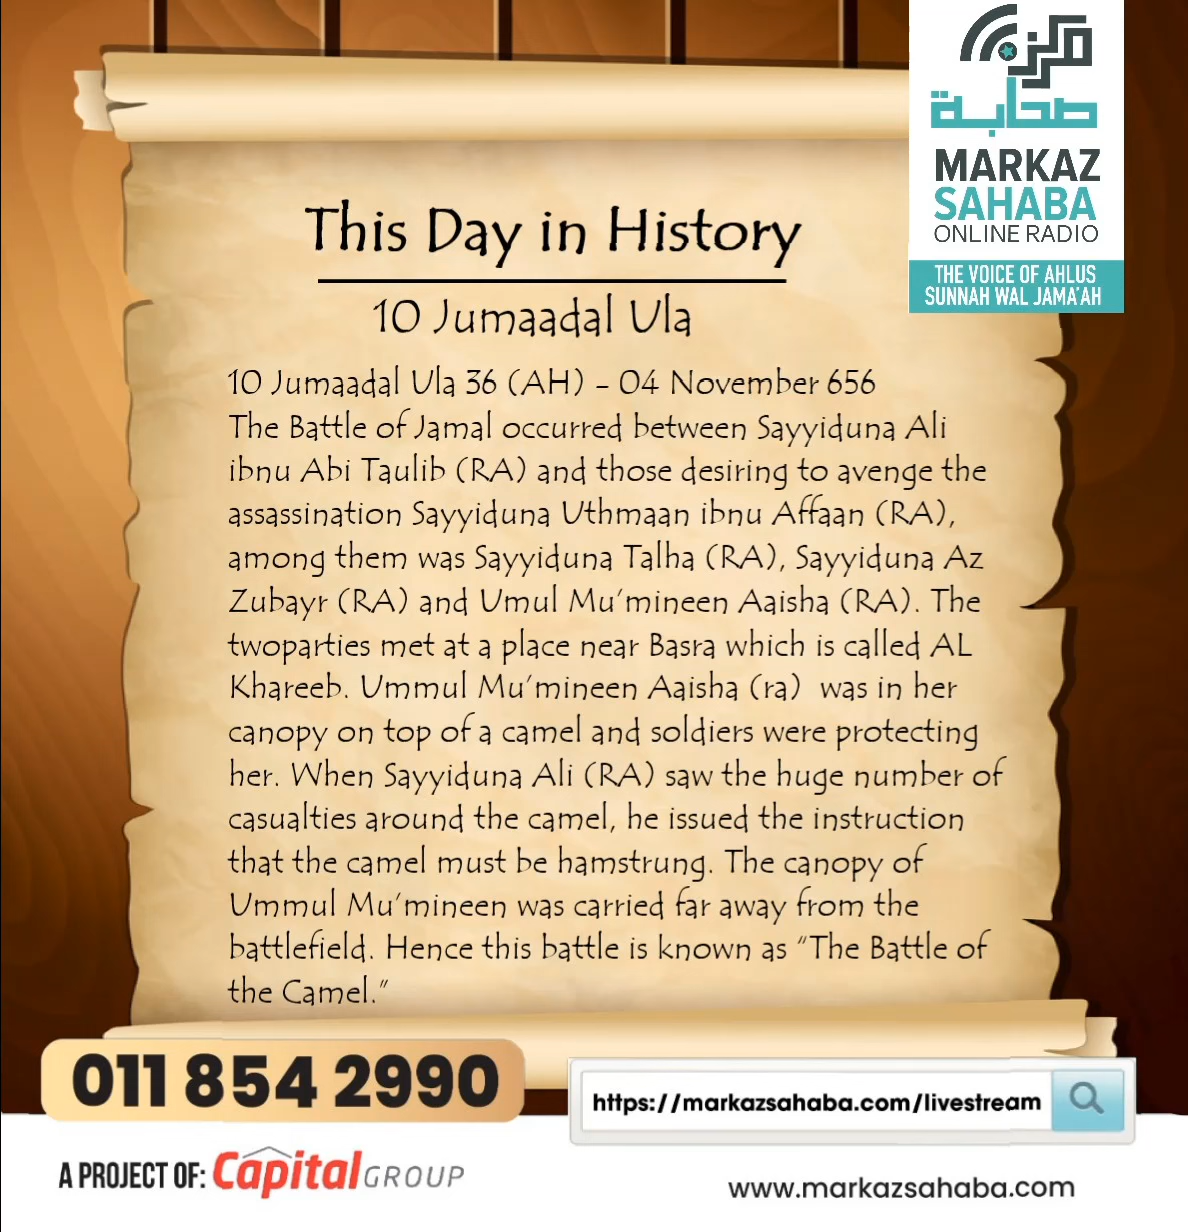 مركز
صحابة
MARKAZ
SAHABA
ONLINE RADIO
THE VOICE OF AHLUS
SUNNAH WAL JAMA'AH
This Day in History
10 Jumaadal Ula
10 Jumaadal Ula 36 (AH) – 04 November 656
The Battle of Jamal occurred between Sayyiduna Ali
ibnu Abi Taulib (RA) and those desiring to avenge the
assassination Sayyiduna Uthmaan ibnu Affaan (RA),
among them was Sayyiduna Talha (RA), Sayyiduna Az
Zubayr (RA) and Umul Mu’mineen Aaisha (RA). The
twoparties met at a place near Basra which is called AL
Khareeb. Ummul Mu’mineen Aaisha (ra)  was in her
canopy on top of a camel and soldiers were protecting
her. When Sayyiduna Ali (RA) saw the huge number of
casualties around the camel, he issued the instruction
that the camel must be hamstrung. The canopy of
Ummul Mu’mineen was carried far away from the
battlefield. Hence this battle is known as “The Battle of
the Camel.”
011 854 2990
https://markazsahaba.com/livestream
A PROJECT OF: Capital GROUP
www.markazsahaba.com